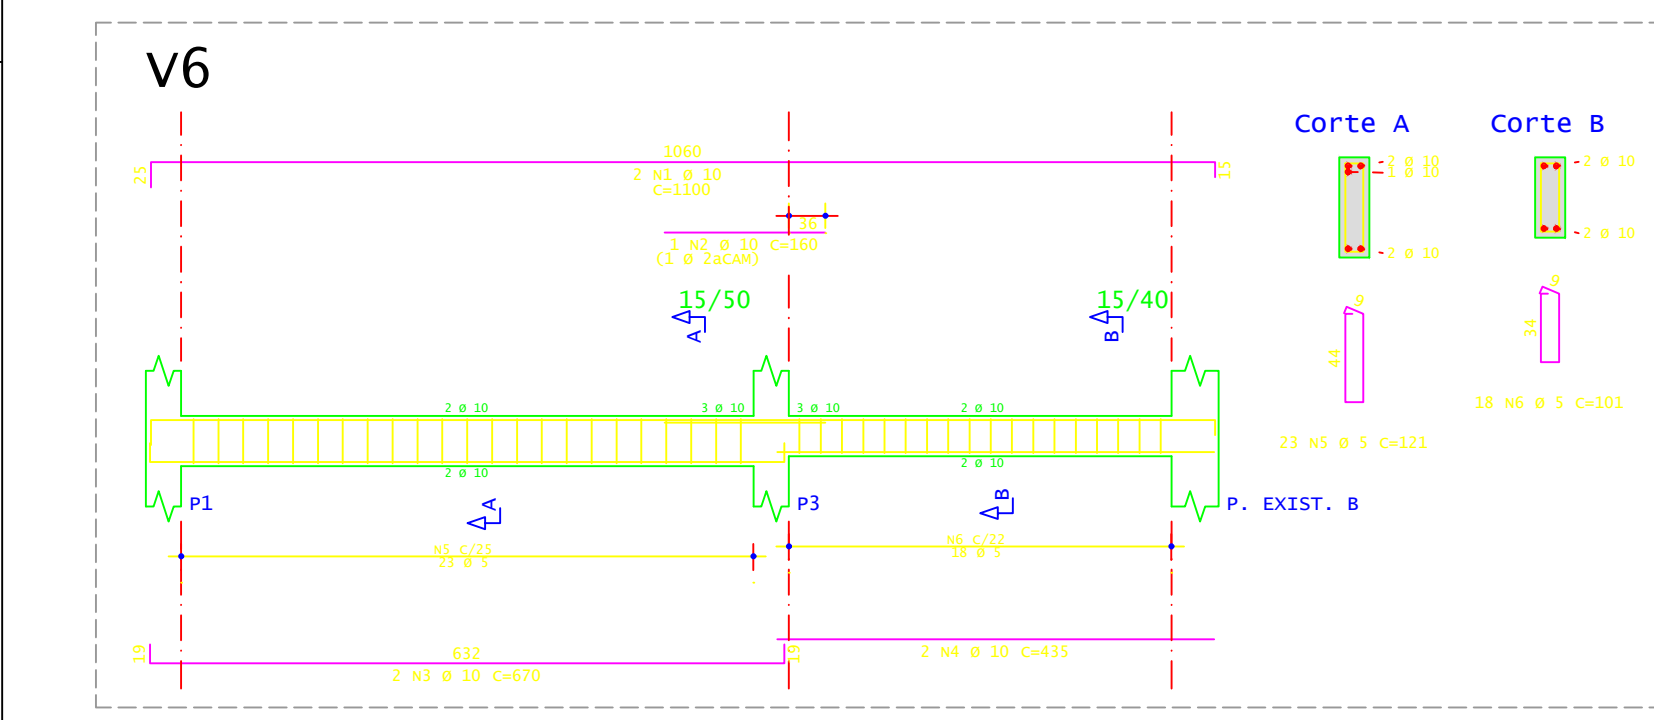 V6
Corte A
Corte B
1060
25
15
2 N1 Ø 10
C=1100
2 Ø 10
1 Ø 10
2 Ø 10
2 Ø 10
2 Ø 10
36
1 N2 Ø 10 C=160
(1 Ø 2aCAM)
15/50
15/40
A
B
9
44
9
34
18 N6 Ø 5 C=101
23 N5 Ø 5 C=121
2 Ø 10
3 Ø 10
3 Ø 10
2 Ø 10
2 Ø 10
2 Ø 10
P1
A
P3
B
P. EXIST. B
N5 C/25
23 Ø 5
N6 C/22
18 Ø 5
19
632
19
2 N3 Ø 10 C=670
2 N4 Ø 10 C=435